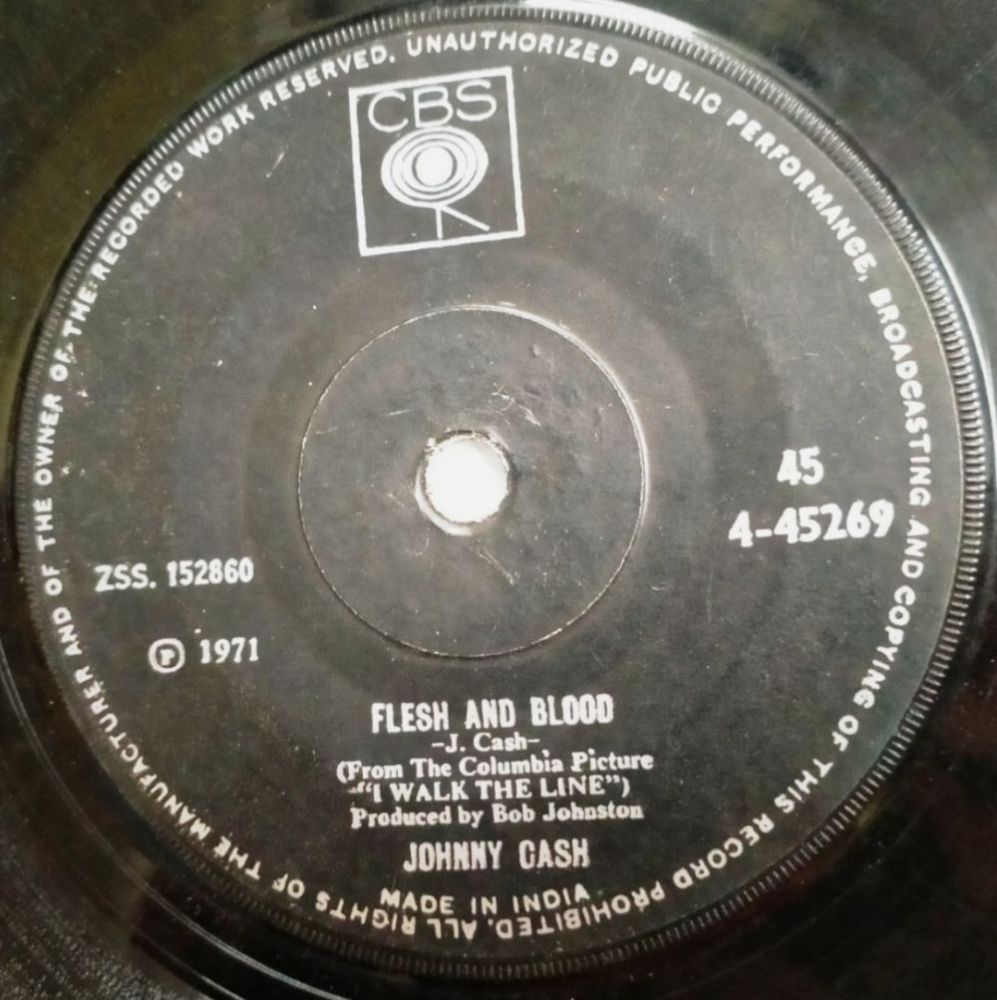 CBS
45
4-45269
ZSS. 152860
Ⓟ 1971
FLESH AND BLOOD
-J. Cash-
(From The Columbia Picture
"I WALK THE LINE")
Produced by Bob Johnston
JOHNNY CASH
MADE IN INDIA
ALL RIGHTS OF THE MANUFACTURER AND OF THE OWNER OF THE RECORDED WORK RESERVED. UNAUTHORIZED PUBLIC PERFORMANCE, BROADCASTING AND COPYING OF THIS RECORD PROHIBITED.